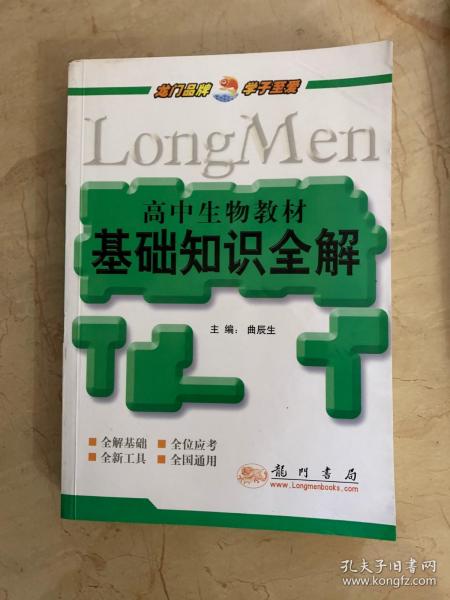 龙门品牌 学子至爱
LongMen
高中生物教材
基础知识全解
主编：曲辰生
■ 全解基础 ■ 全位应考
■ 全新工具 ■ 全国通用
龍門書局
www.Longmenbooks.com
孔夫子旧书网
www.kongfz.com